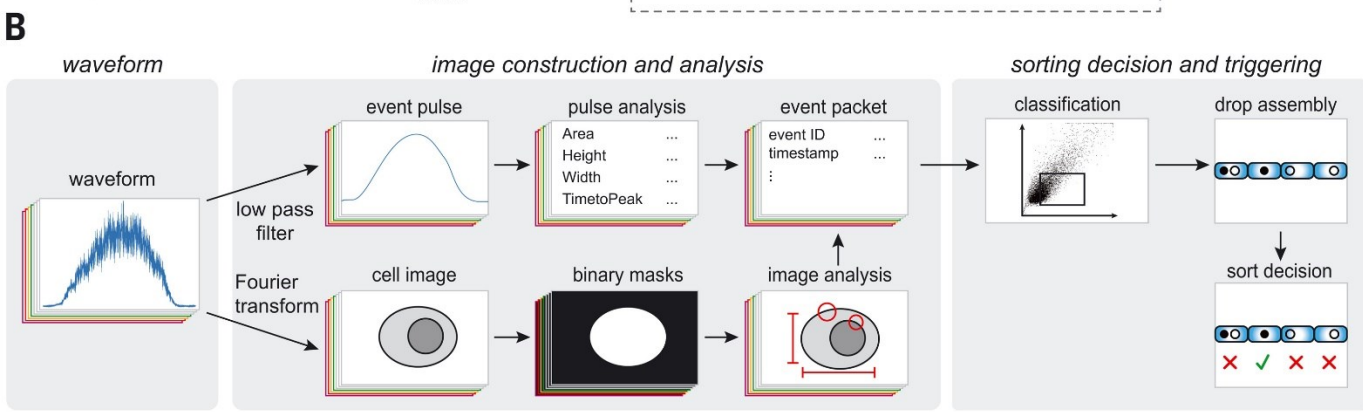 B
waveform
image construction and analysis
sorting decision and triggering
waveform
low pass
filter
Fourier
transform
event pulse
pulse analysis
Area ...
Height ...
Width ...
TimetoPeak ...
event packet
event ID ...
timestamp ...
⋮
cell image
binary masks
image analysis
classification
drop assembly
sort decision